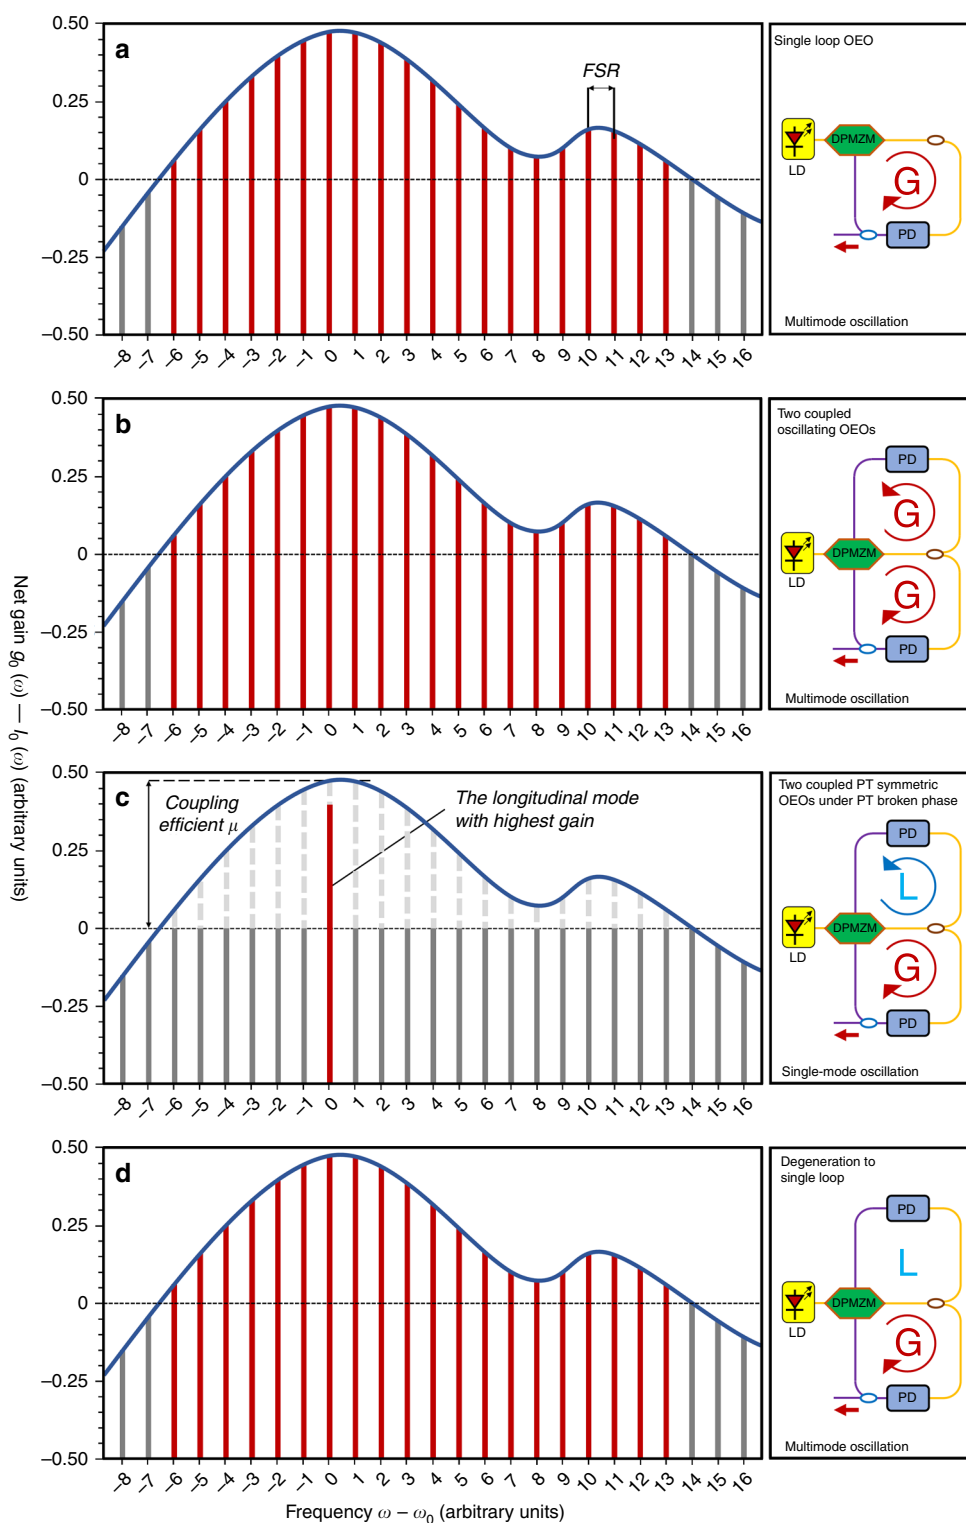 a
0.50
0.25
0
–0.25
–0.50
FSR
–8 –7 –6 –5 –4 –3 –2 –1 0 1 2 3 4 5 6 7 8 9 10 11 12 13 14 15 16
Single loop OEO
DPMZM
LD
G
PD
Multimode oscillation
b
0.50
0.25
0
–0.25
–0.50
–8 –7 –6 –5 –4 –3 –2 –1 0 1 2 3 4 5 6 7 8 9 10 11 12 13 14 15 16
Two coupled
oscillating OEOs
PD
G
DPMZM
LD
G
PD
Multimode oscillation
Net gain g0 (ω) — l0 (ω) (arbitrary units)
c
0.50
0.25
0
–0.25
–0.50
Coupling
efficient μ
The longitudinal mode
with highest gain
–8 –7 –6 –5 –4 –3 –2 –1 0 1 2 3 4 5 6 7 8 9 10 11 12 13 14 15 16
Two coupled PT symmetric
OEOs under PT broken phase
PD
L
DPMZM
LD
G
PD
Single-mode oscillation
d
0.50
0.25
0
–0.25
–0.50
–8 –7 –6 –5 –4 –3 –2 –1 0 1 2 3 4 5 6 7 8 9 10 11 12 13 14 15 16
Degeneration to
single loop
PD
L
DPMZM
LD
G
PD
Multimode oscillation
Frequency ω – ω0 (arbitrary units)